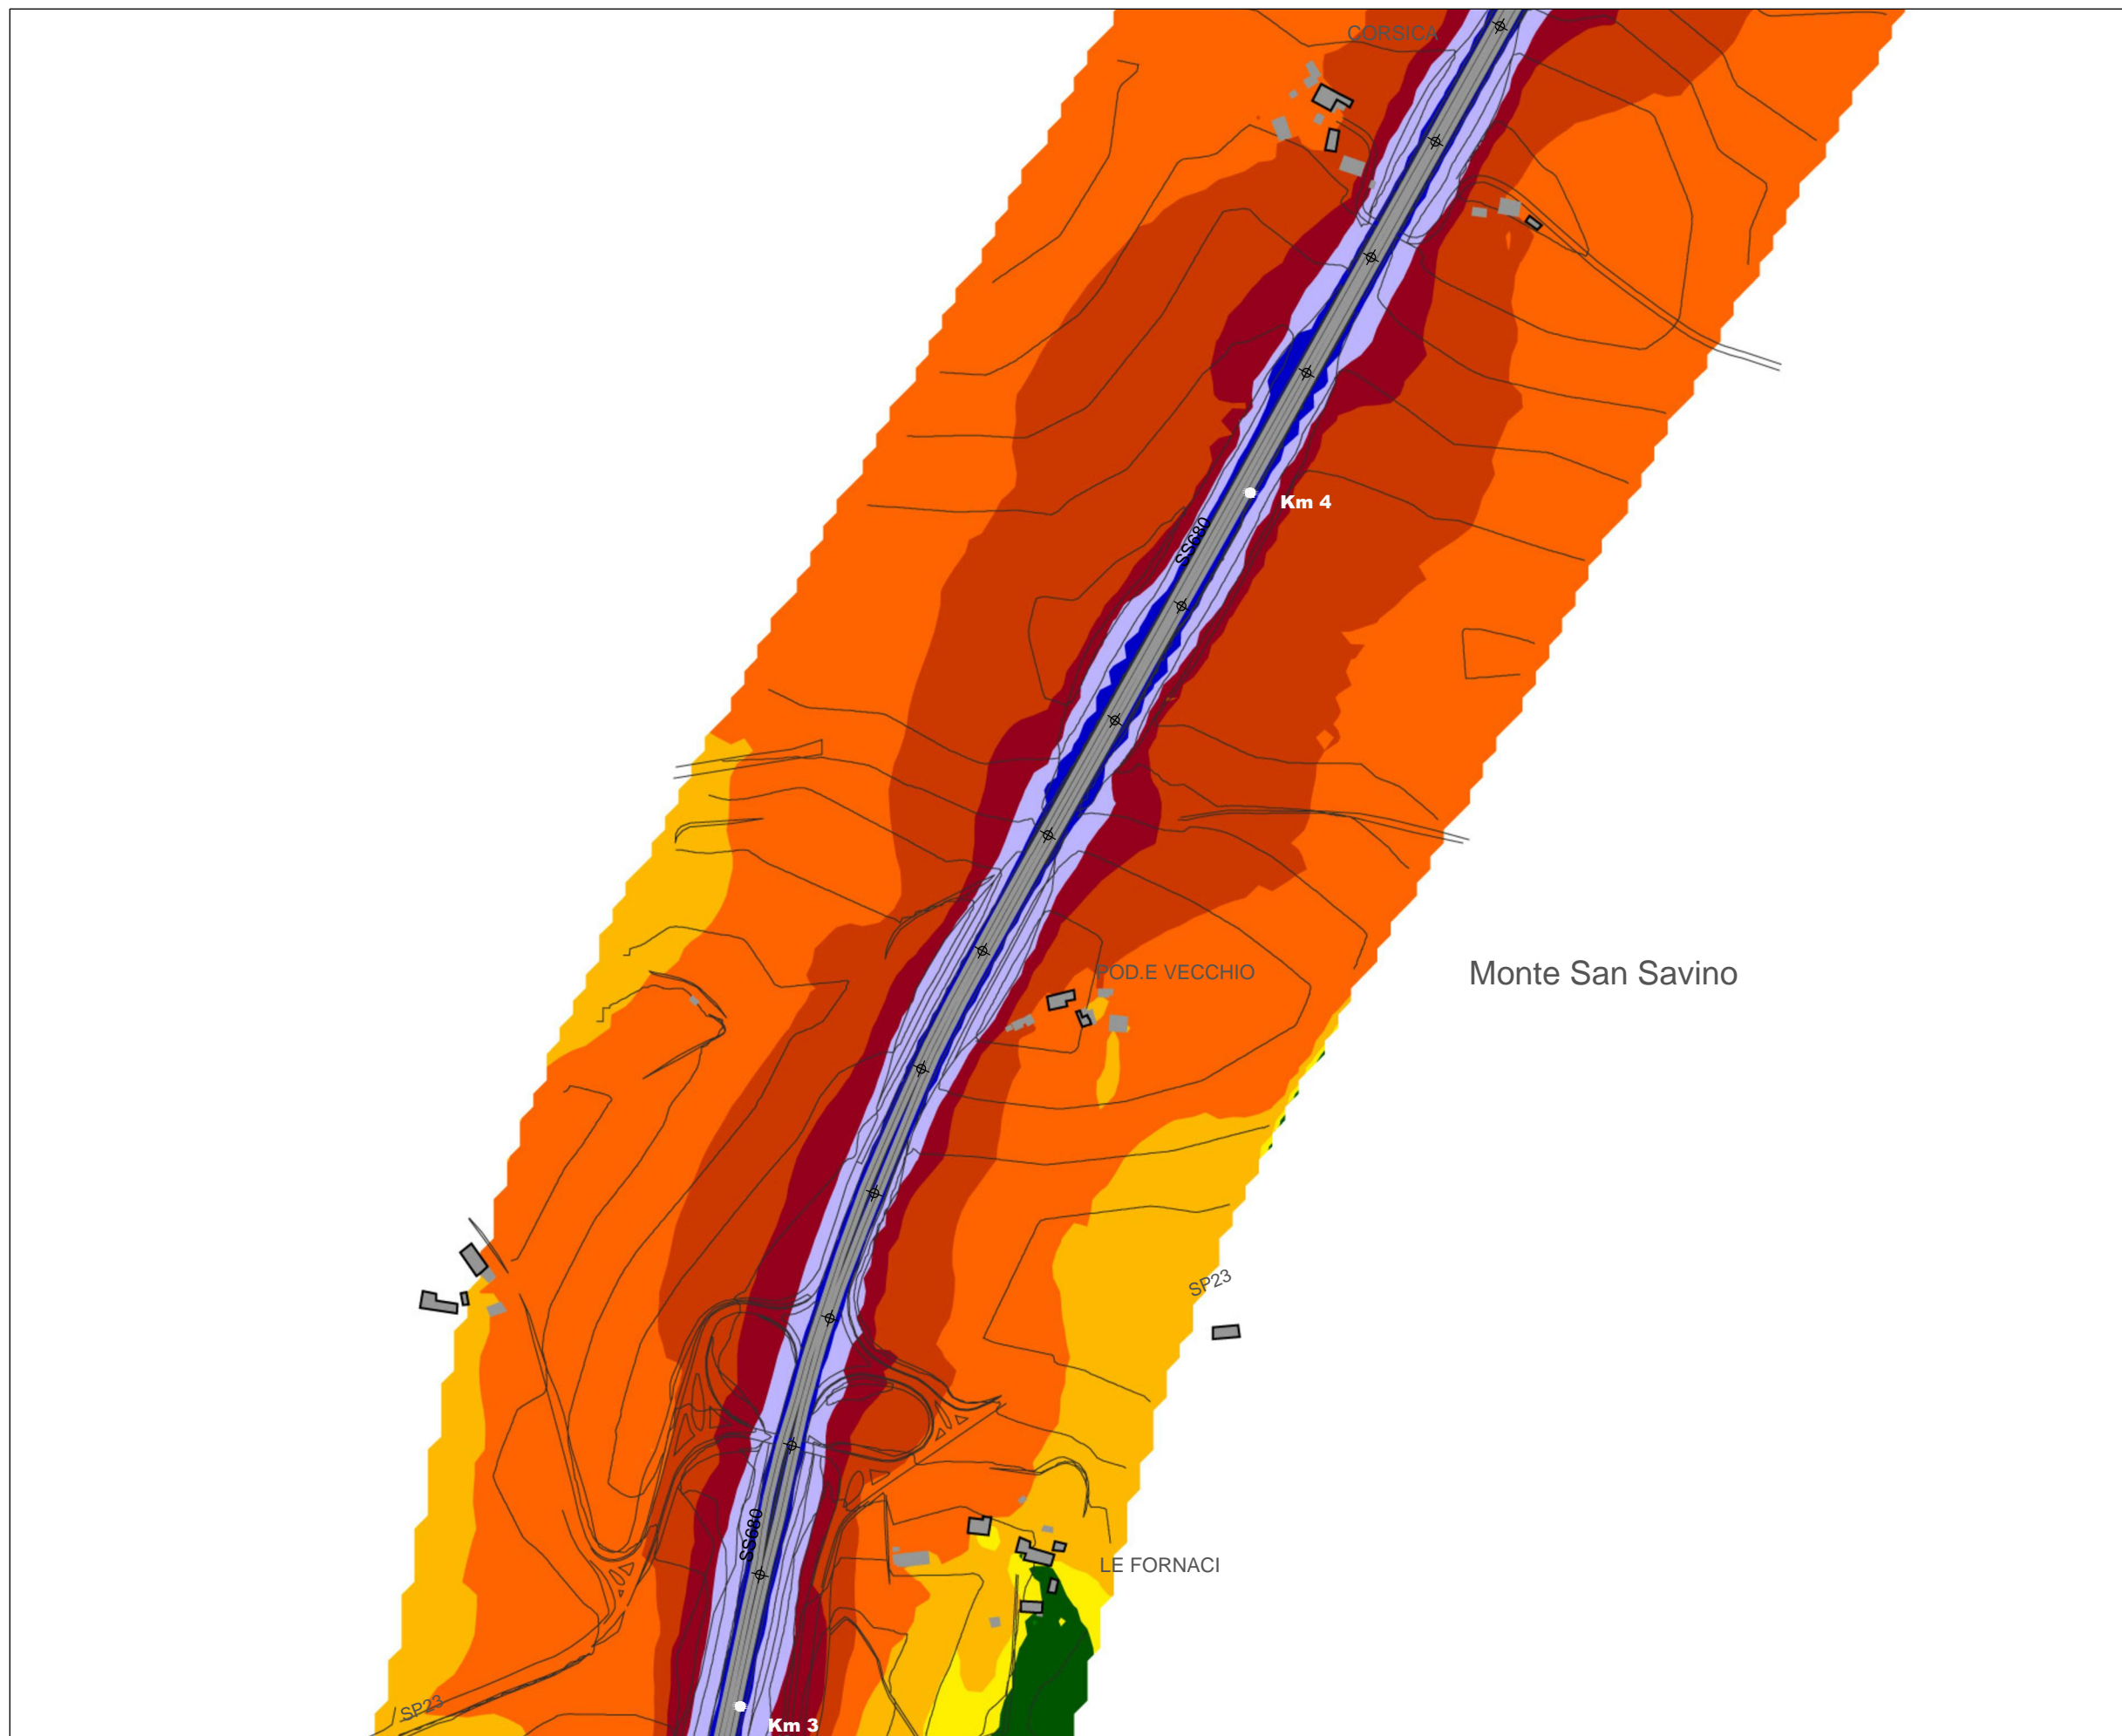 CORSICA
Km 4
SS680
POD.E VECCHIO
Monte San Savino
SP23
SS680
LE FORNACI
SP23
Km 3